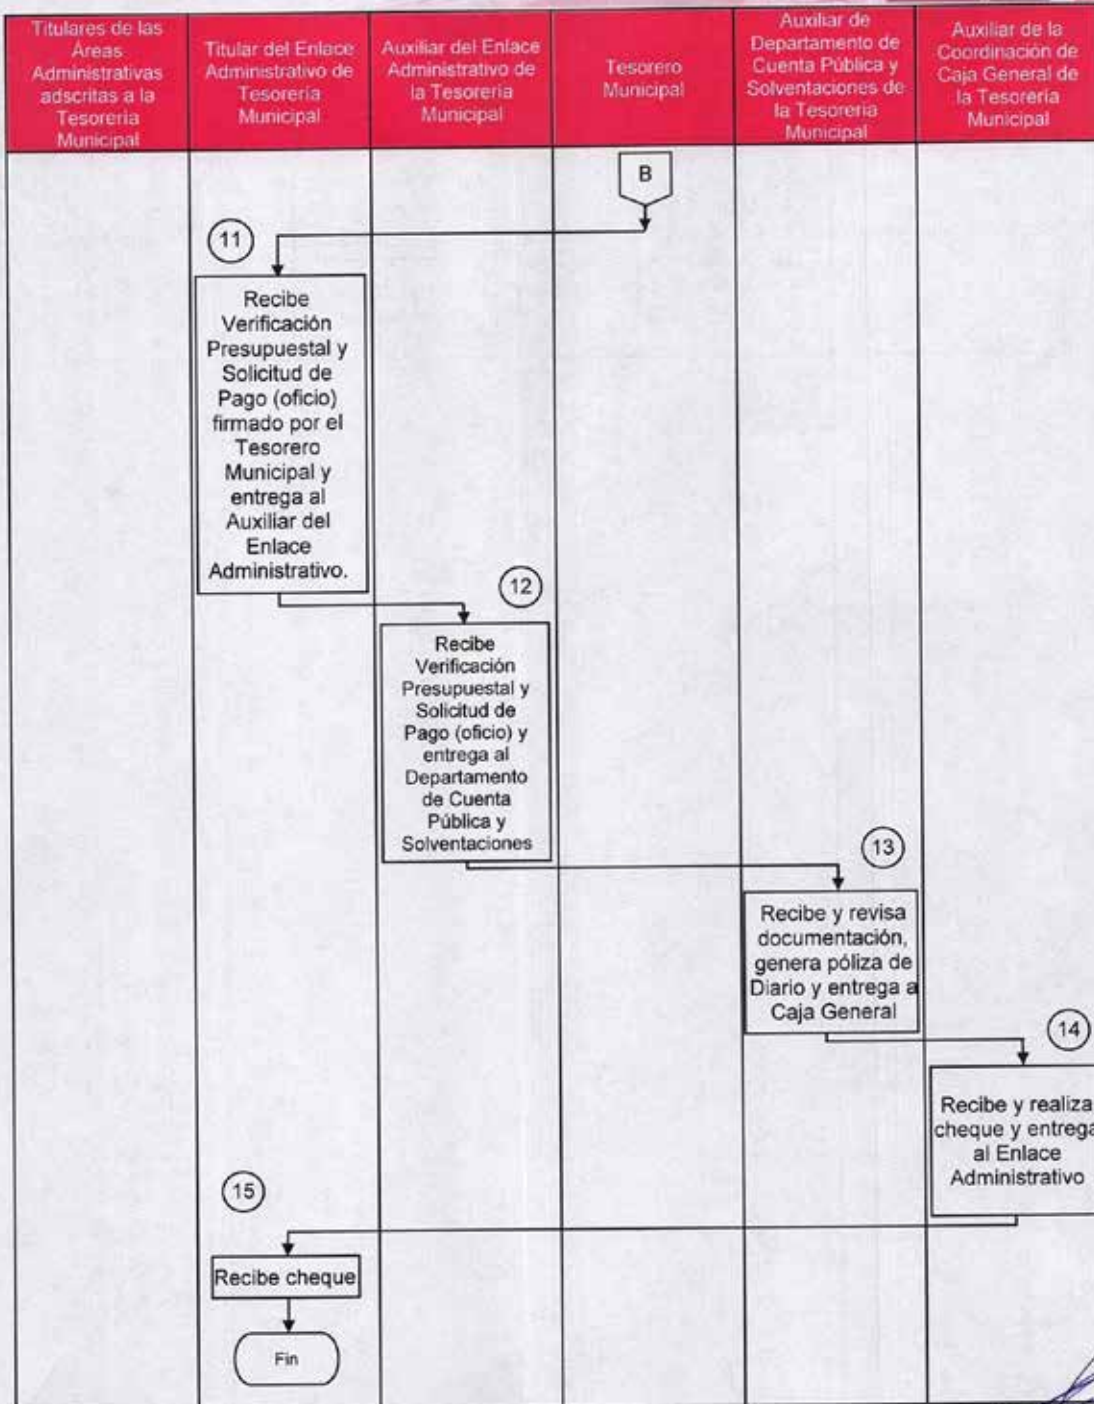 Titulares de las
Áreas
Administrativas
adscritas a la
Tesorería
Municipal
Titular del Enlace
Administrativo de
Tesorería
Municipal
Auxiliar del Enlace
Administrativo de
la Tesorería
Municipal
Tesorero
Municipal
Auxiliar de
Departamento de
Cuenta Pública y
Solventaciones de
la Tesorería
Municipal
Auxiliar de la
Coordinación de
Caja General de
la Tesorería
Municipal
B
11
Recibe
Verificación
Presupuestal y
Solicitud de
Pago (oficio)
firmado por el
Tesorero
Municipal y
entrega al
Auxiliar del
Enlace
Administrativo.
12
Recibe
Verificación
Presupuestal y
Solicitud de
Pago (oficio) y
entrega al
Departamento
de Cuenta
Pública y
Solventaciones
13
Recibe y revisa
documentación,
genera póliza de
Diario y entrega a
Caja General
14
Recibe y realiza
cheque y entrega
al Enlace
Administrativo
15
Recibe cheque
Fin